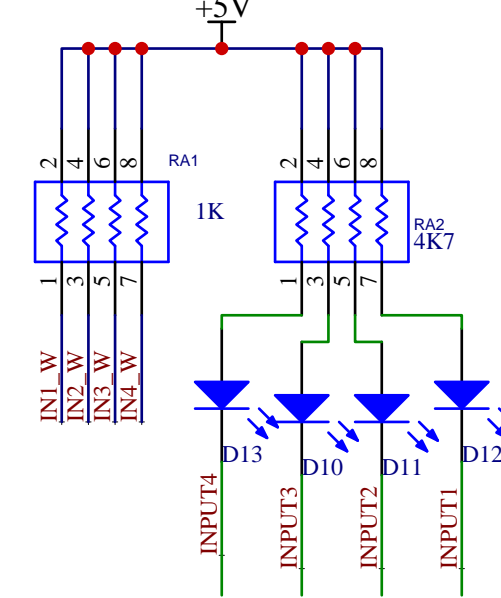 +5V
2 4 6 8
RA1
1K
1 3 5 7
IN1_W
IN2_W
IN3_W
IN4_W
2 4 6 8
RA2
4K7
1 3 5 7
D13
D10
D11
D12
INPUT4
INPUT3
INPUT2
INPUT1